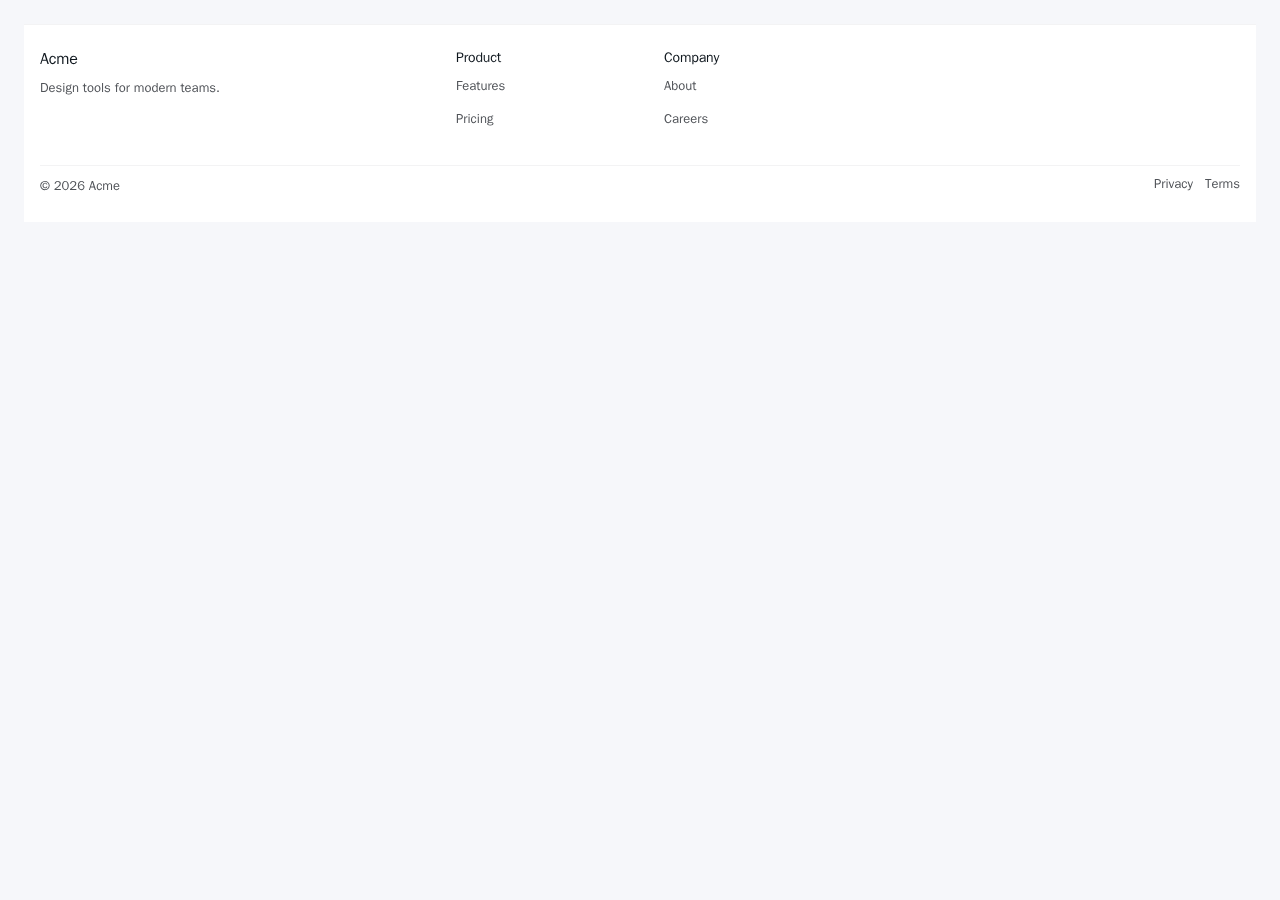 Acme
Design tools for modern teams.
Product
Features
Pricing
Company
About
Careers
© 2026 Acme
Privacy Terms